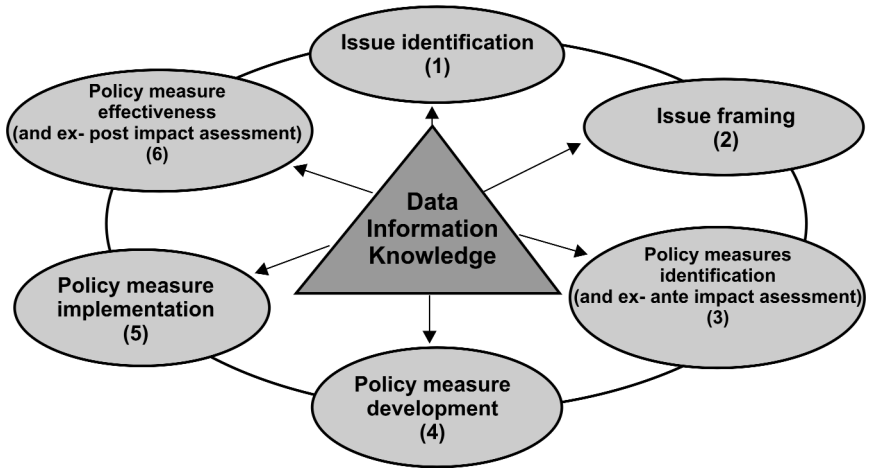 Issue identification
(1)
Issue framing
(2)
Policy measures
identification
(and ex- ante impact asessment)
(3)
Policy measure
development
(4)
Policy measure
implementation
(5)
Policy measure
effectiveness
(and ex- post impact asessment)
(6)
Data
Information
Knowledge